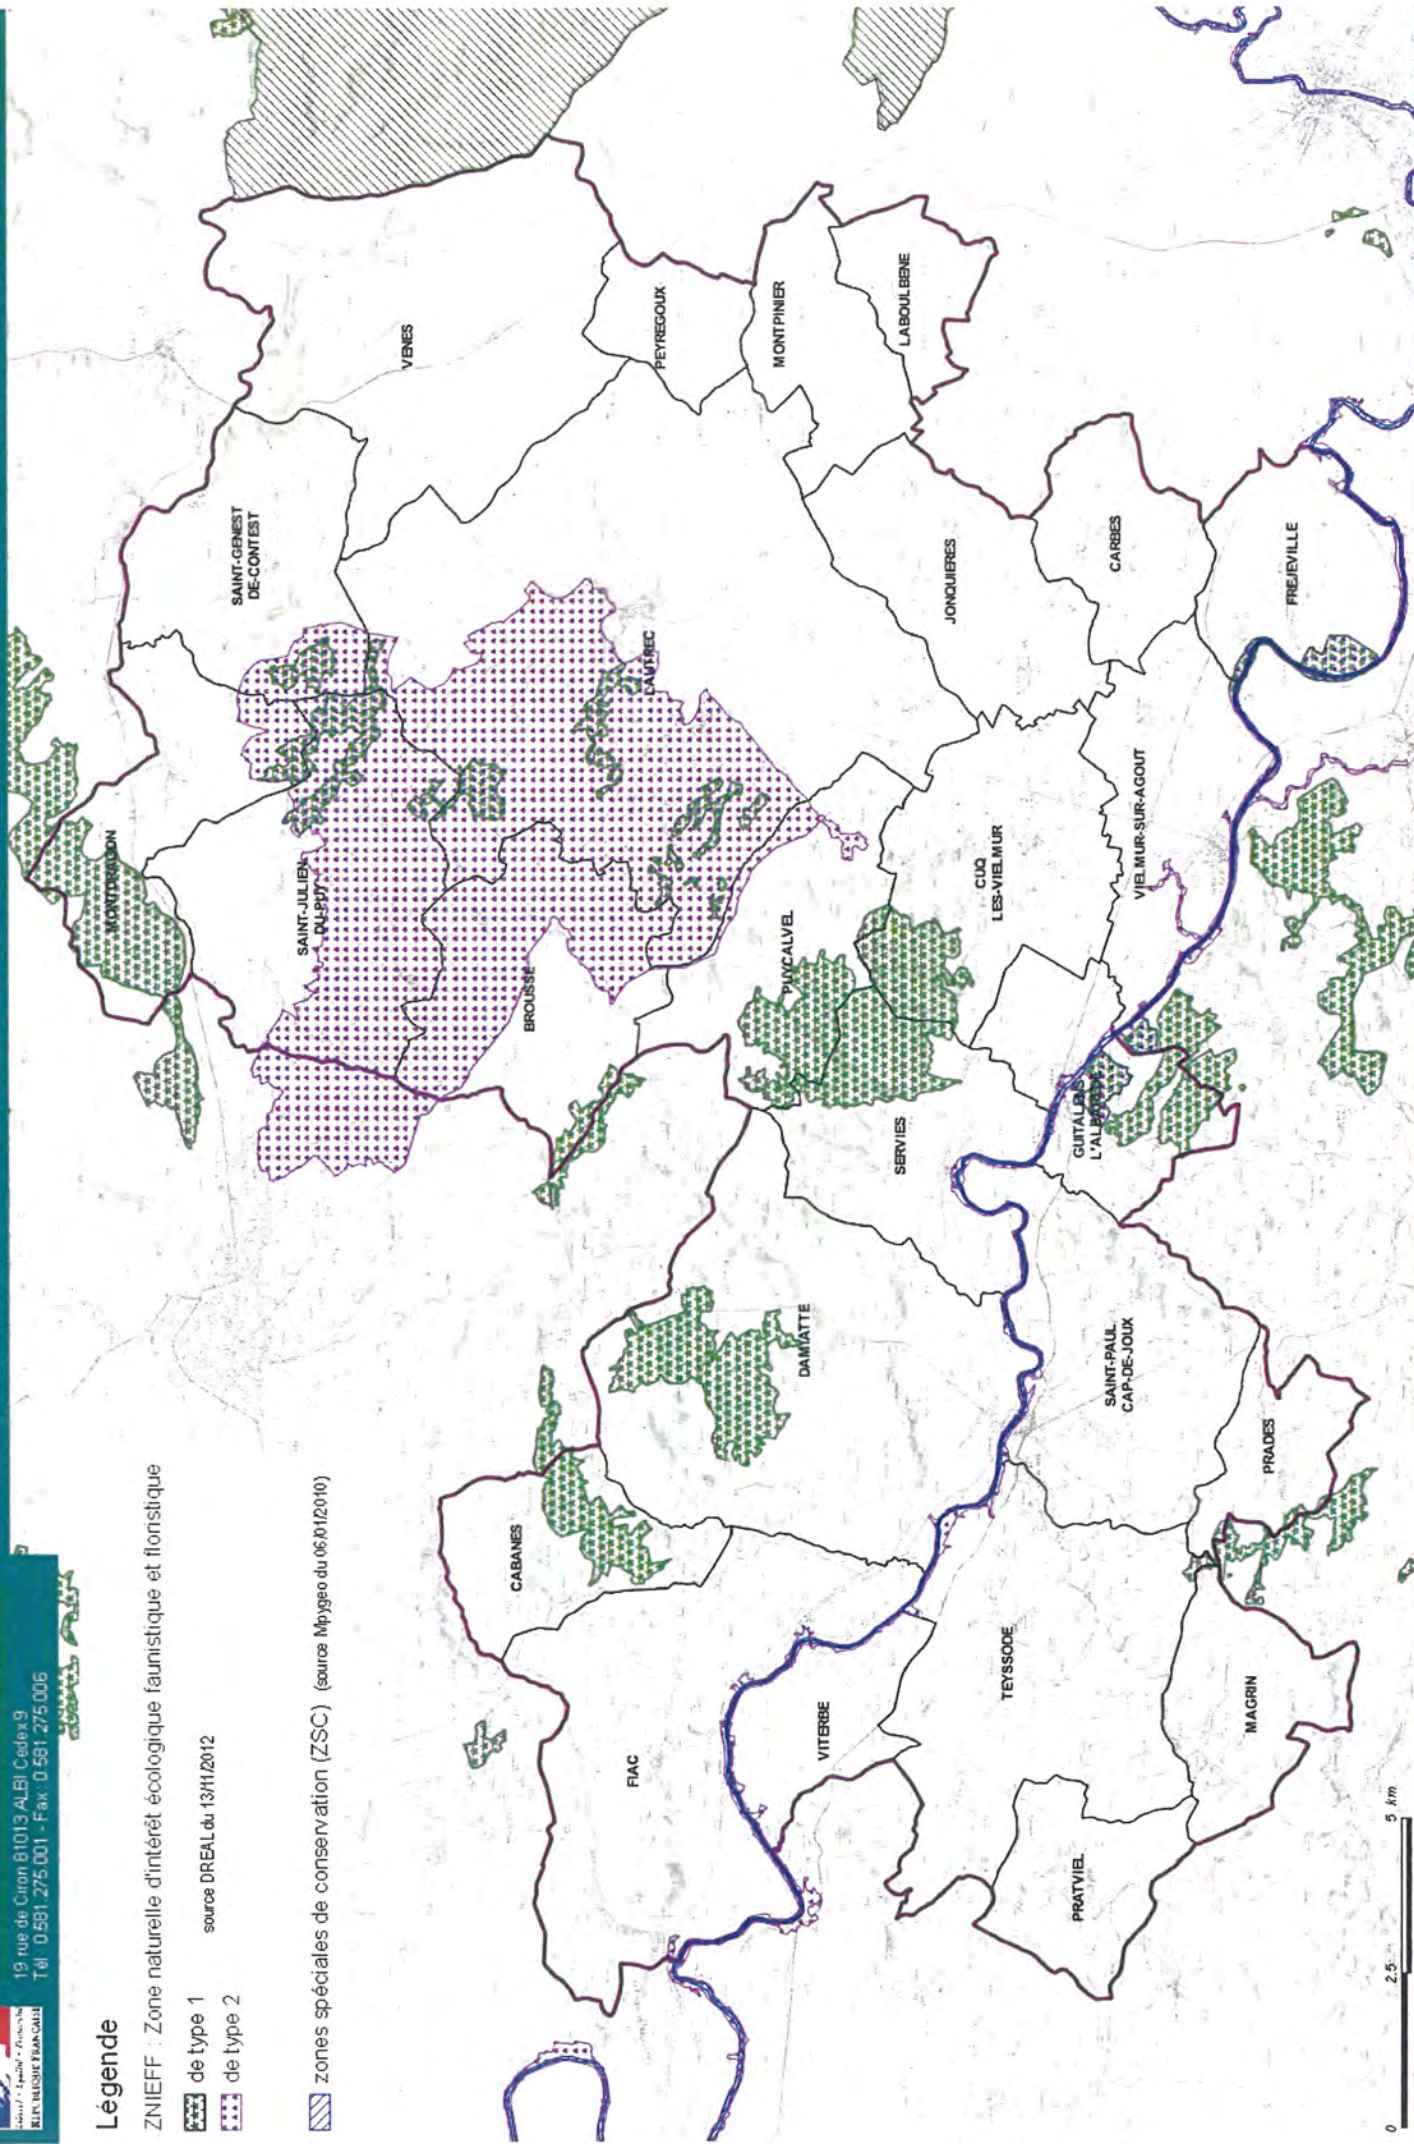 19 rue de Ciron 81013 ALBI Cedex 9
Tél : 0.581.275.001 - Fax : 0.581.275.006
RÉPUBLIQUE FRANÇAISE
Légende
ZNIEFF : Zone naturelle d'intérêt écologique faunistique et floristique
de type 1
source DREAL du 13/11/2012
de type 2
zones spéciales de conservation (ZSC) (source Mipygeo du 06/01/2010)
MONTDRAGON
SAINT-GENEST
DE-CONTEST
VENES
SAINT-JULIEN
DU-PUY
BROUSSE
LAUTREC
PEYREGOUX
MONTPINIER
LABOULBENE
CABANES
DAMIATTE
PUYCALVEL
SERVIES
CUQ
LES-VIELMUR
JONQUIERES
CARBES
FIAC
VITERBE
TEYSSODE
SAINT-PAUL
CAP-DE-JOUX
GUITALENS
VIELMUR-SUR-AGOUT
FREJEVILLE
PRATVIEL
MAGRIN
PRADES
0 2.5 5 km